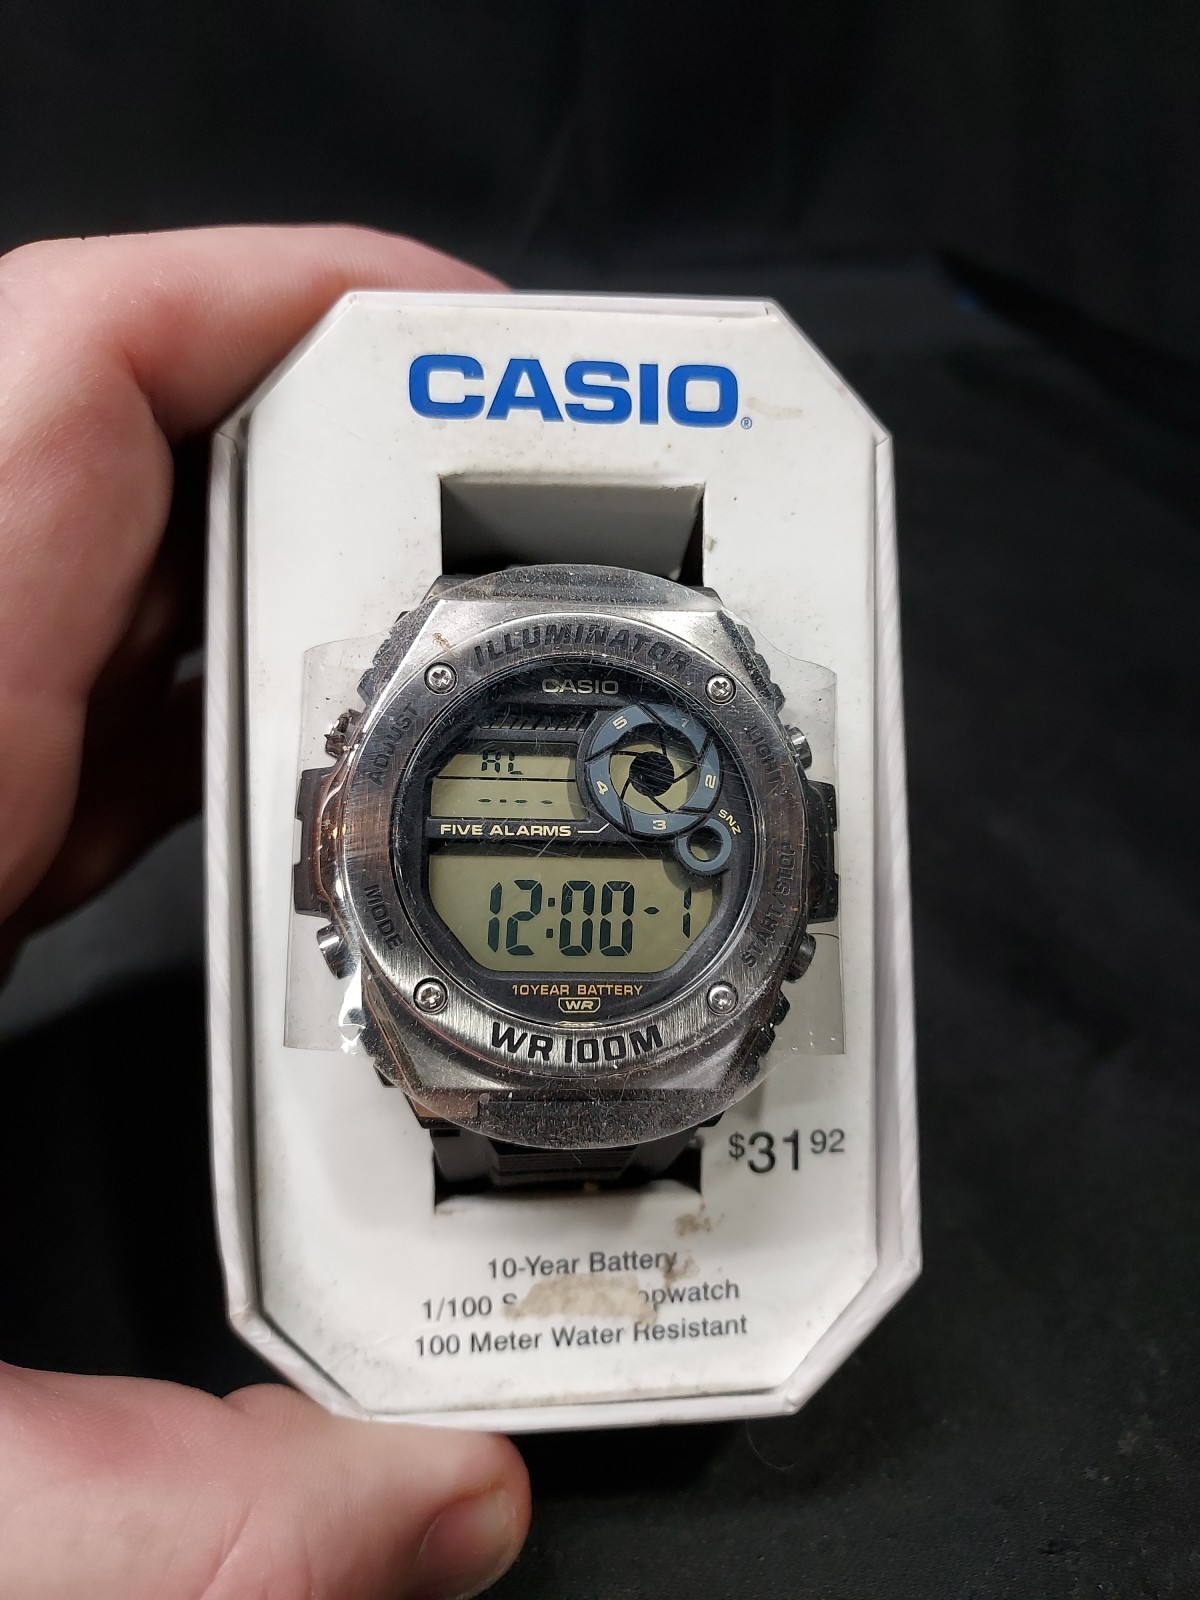 CASIO®
ILLUMINATOR
CASIO
ADJUST
LIGHT
5 1
AL
4 2
-:--
3
SNZ
FIVE ALARMS
12:00-1
MODE
START/STOP
10YEAR BATTERY
WR
WR 100M
$31.92
10-Year Battery
1/100 S
100 Meter Water Resistant